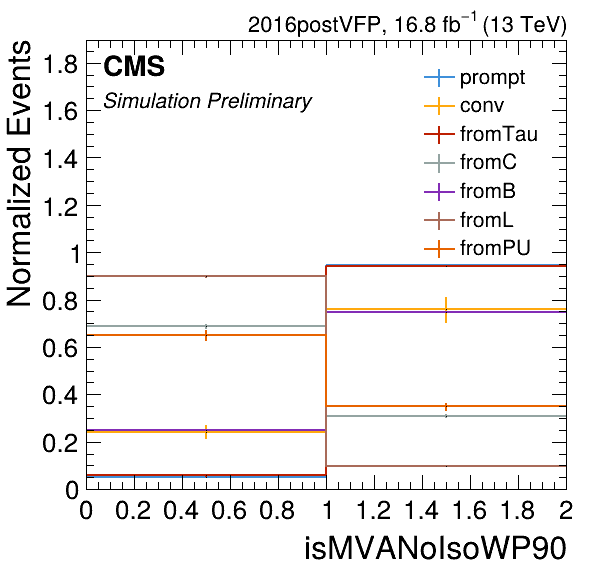 2016postVFP, 16.8 fb⁻¹ (13 TeV)
CMS
Simulation Preliminary
prompt
conv
fromTau
fromC
fromB
fromL
fromPU
Normalized Events
1.8
1.6
1.4
1.2
1
0.8
0.6
0.4
0.2
0
0 0.2 0.4 0.6 0.8 1 1.2 1.4 1.6 1.8 2
isMVANoIsoWP90